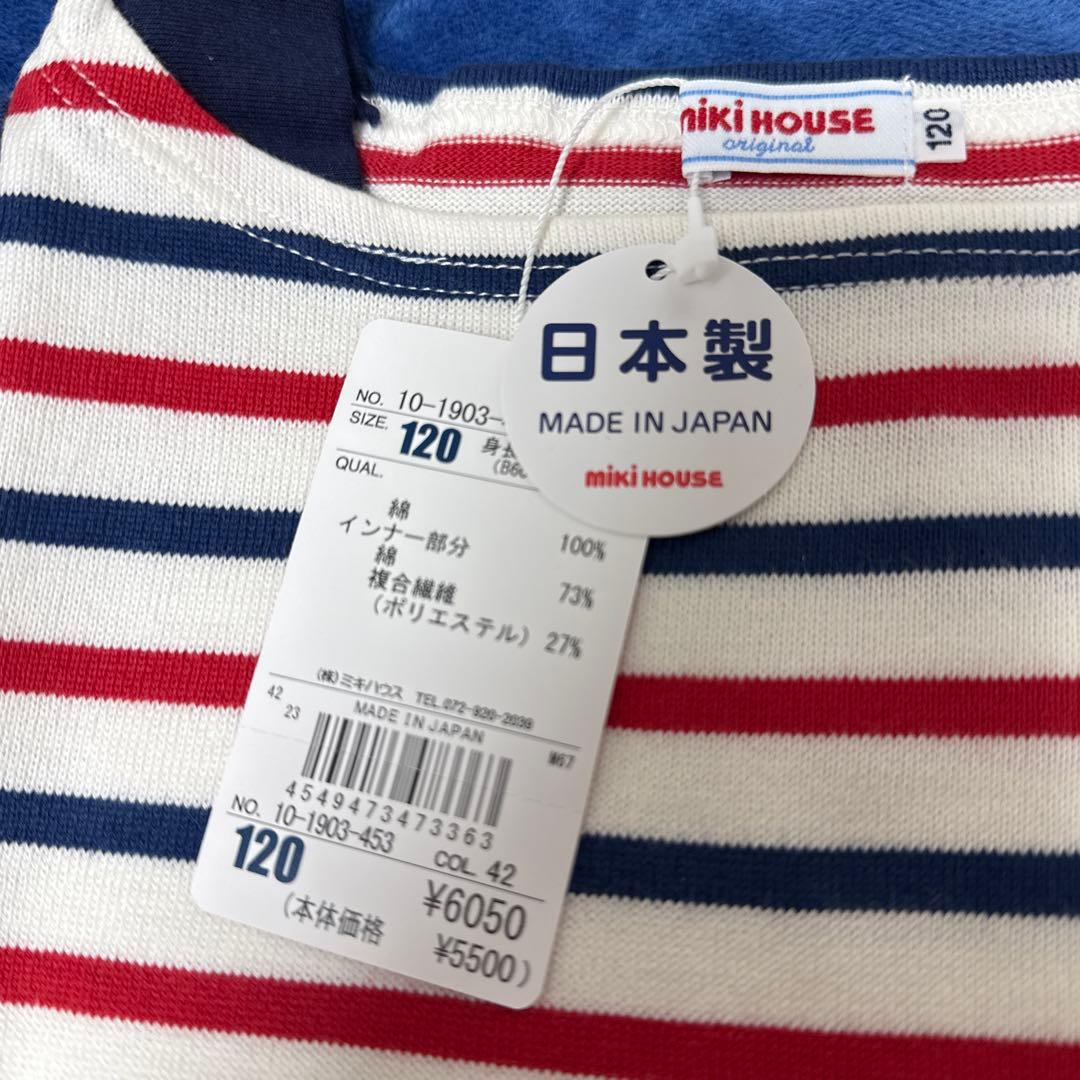 miki HOUSE
original
120
日本製
MADE IN JAPAN
miki HOUSE
NO. 10-1903-
SIZE. 120 身長
(B6
QUAL.
綿 100%
インナー部分
綿 73%
複合繊維
(ポリエステル) 27%
(株)ミキハウス TEL.072-920-2039
MADE IN JAPAN
42
23
M67
4549473473363
NO. 10-1903-453 COL. 42
120
¥6050
(本体価格 ¥5500)